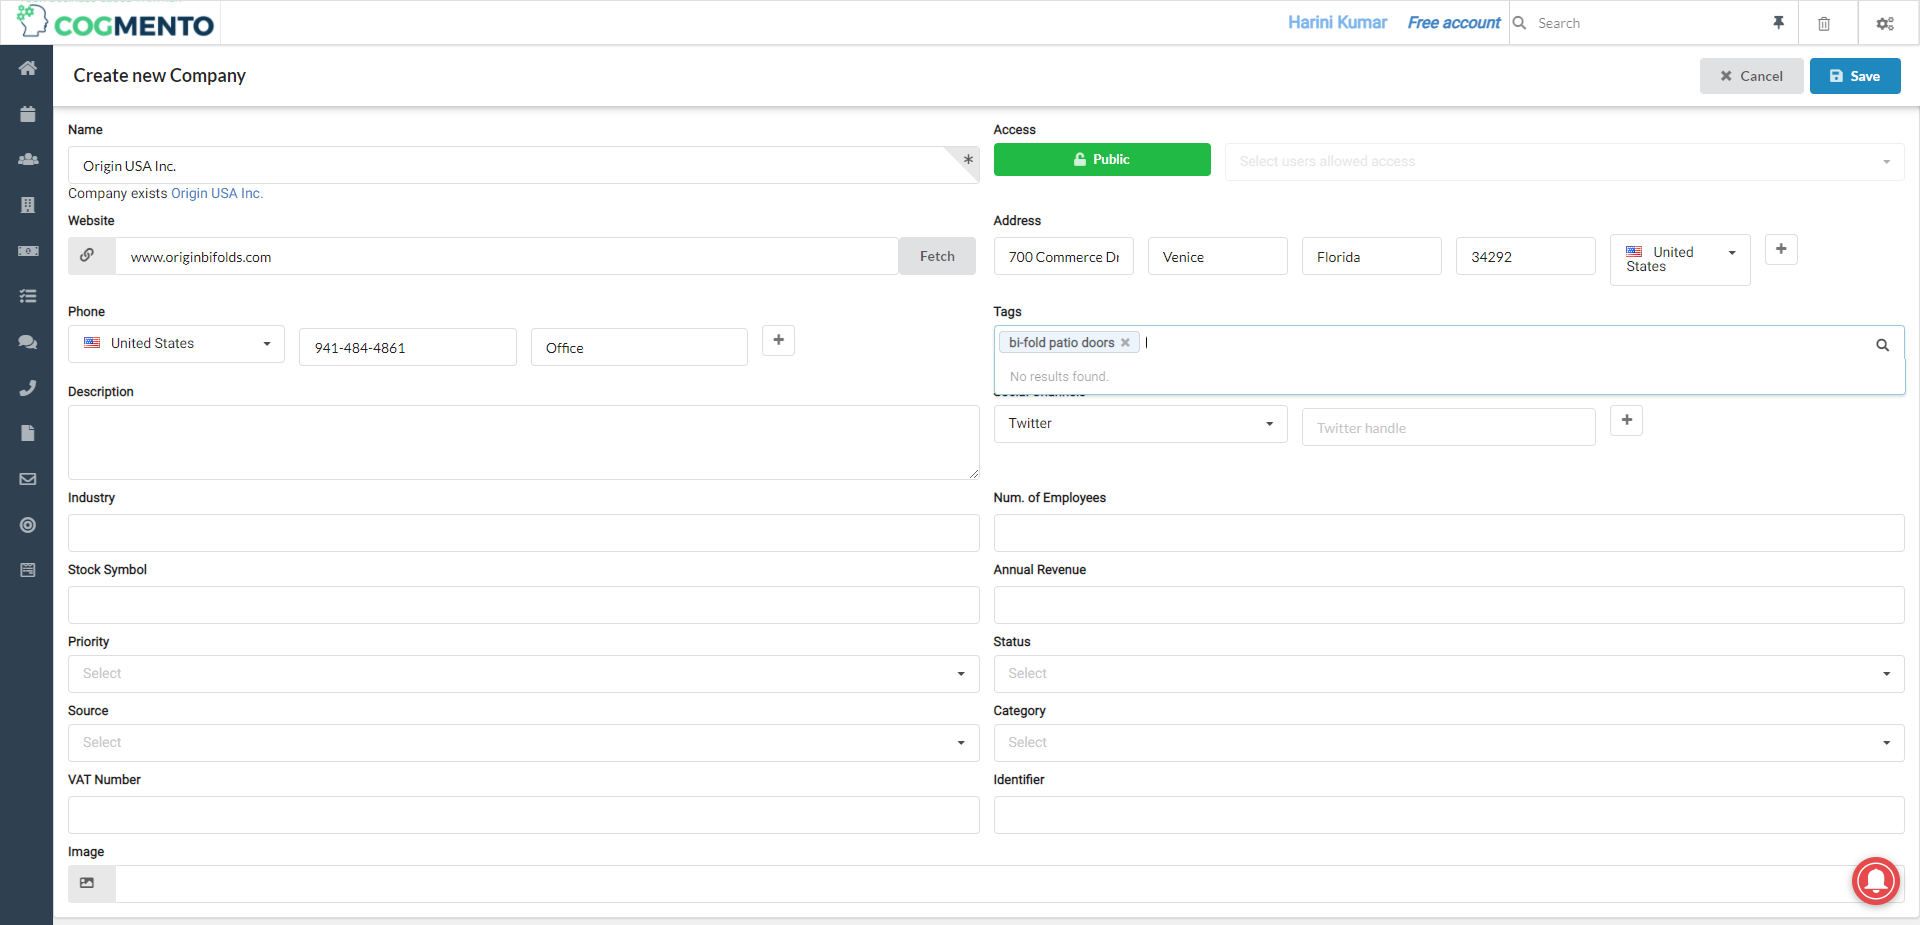 COGMENTO
Harini Kumar
Free account
Search
Create new Company
Cancel
Save
Name
Access
Origin USA Inc.
*
Public
Select users allowed access
Company exists Origin USA Inc.
Website
Address
www.originbifolds.com
Fetch
700 Commerce Dr
Venice
Florida
34292
United States
Phone
Tags
United States
941-484-4861
Office
bi-fold patio doors
No results found.
Description
Twitter
Twitter handle
Industry
Num. of Employees
Stock Symbol
Annual Revenue
Priority
Status
Select
Select
Source
Category
Select
Select
VAT Number
Identifier
Image